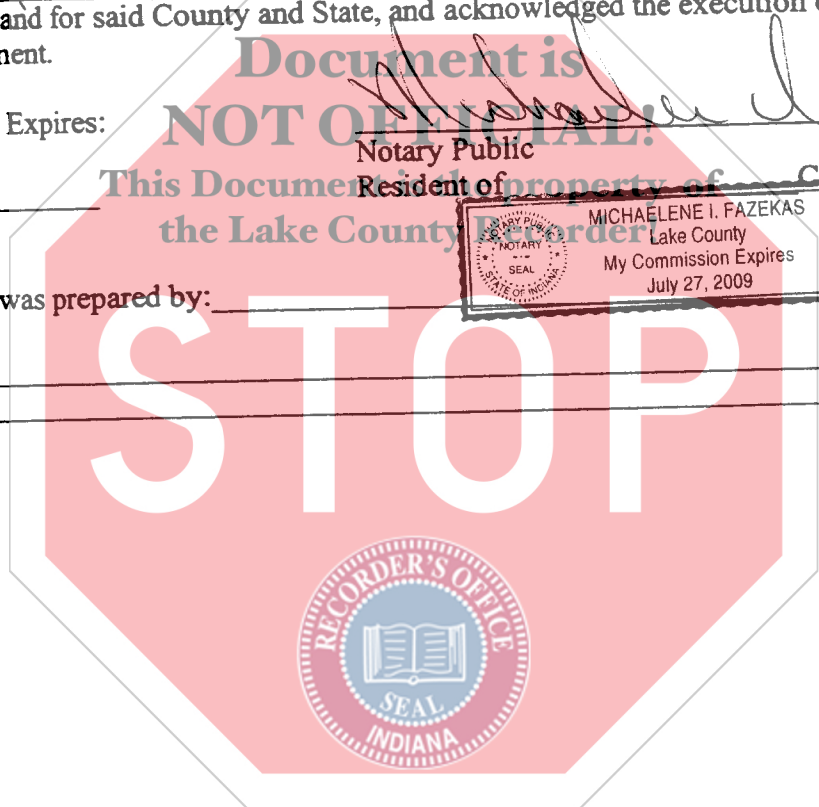 and for said County and State, and acknowledged the execution
ment.
Document is
Expires:
NOT OFFICIAL!
Notary Public
This Document is the property of
Resident of
the Lake County Recorder!
MICHAELENE I. FAZEKAS
Lake County
My Commission Expires
July 27, 2009
NOTARY PUBLIC
NOTARY
SEAL
STATE OF INDIANA
was prepared by:
STOP
RECORDER'S OFFICE
SEAL
INDIANA